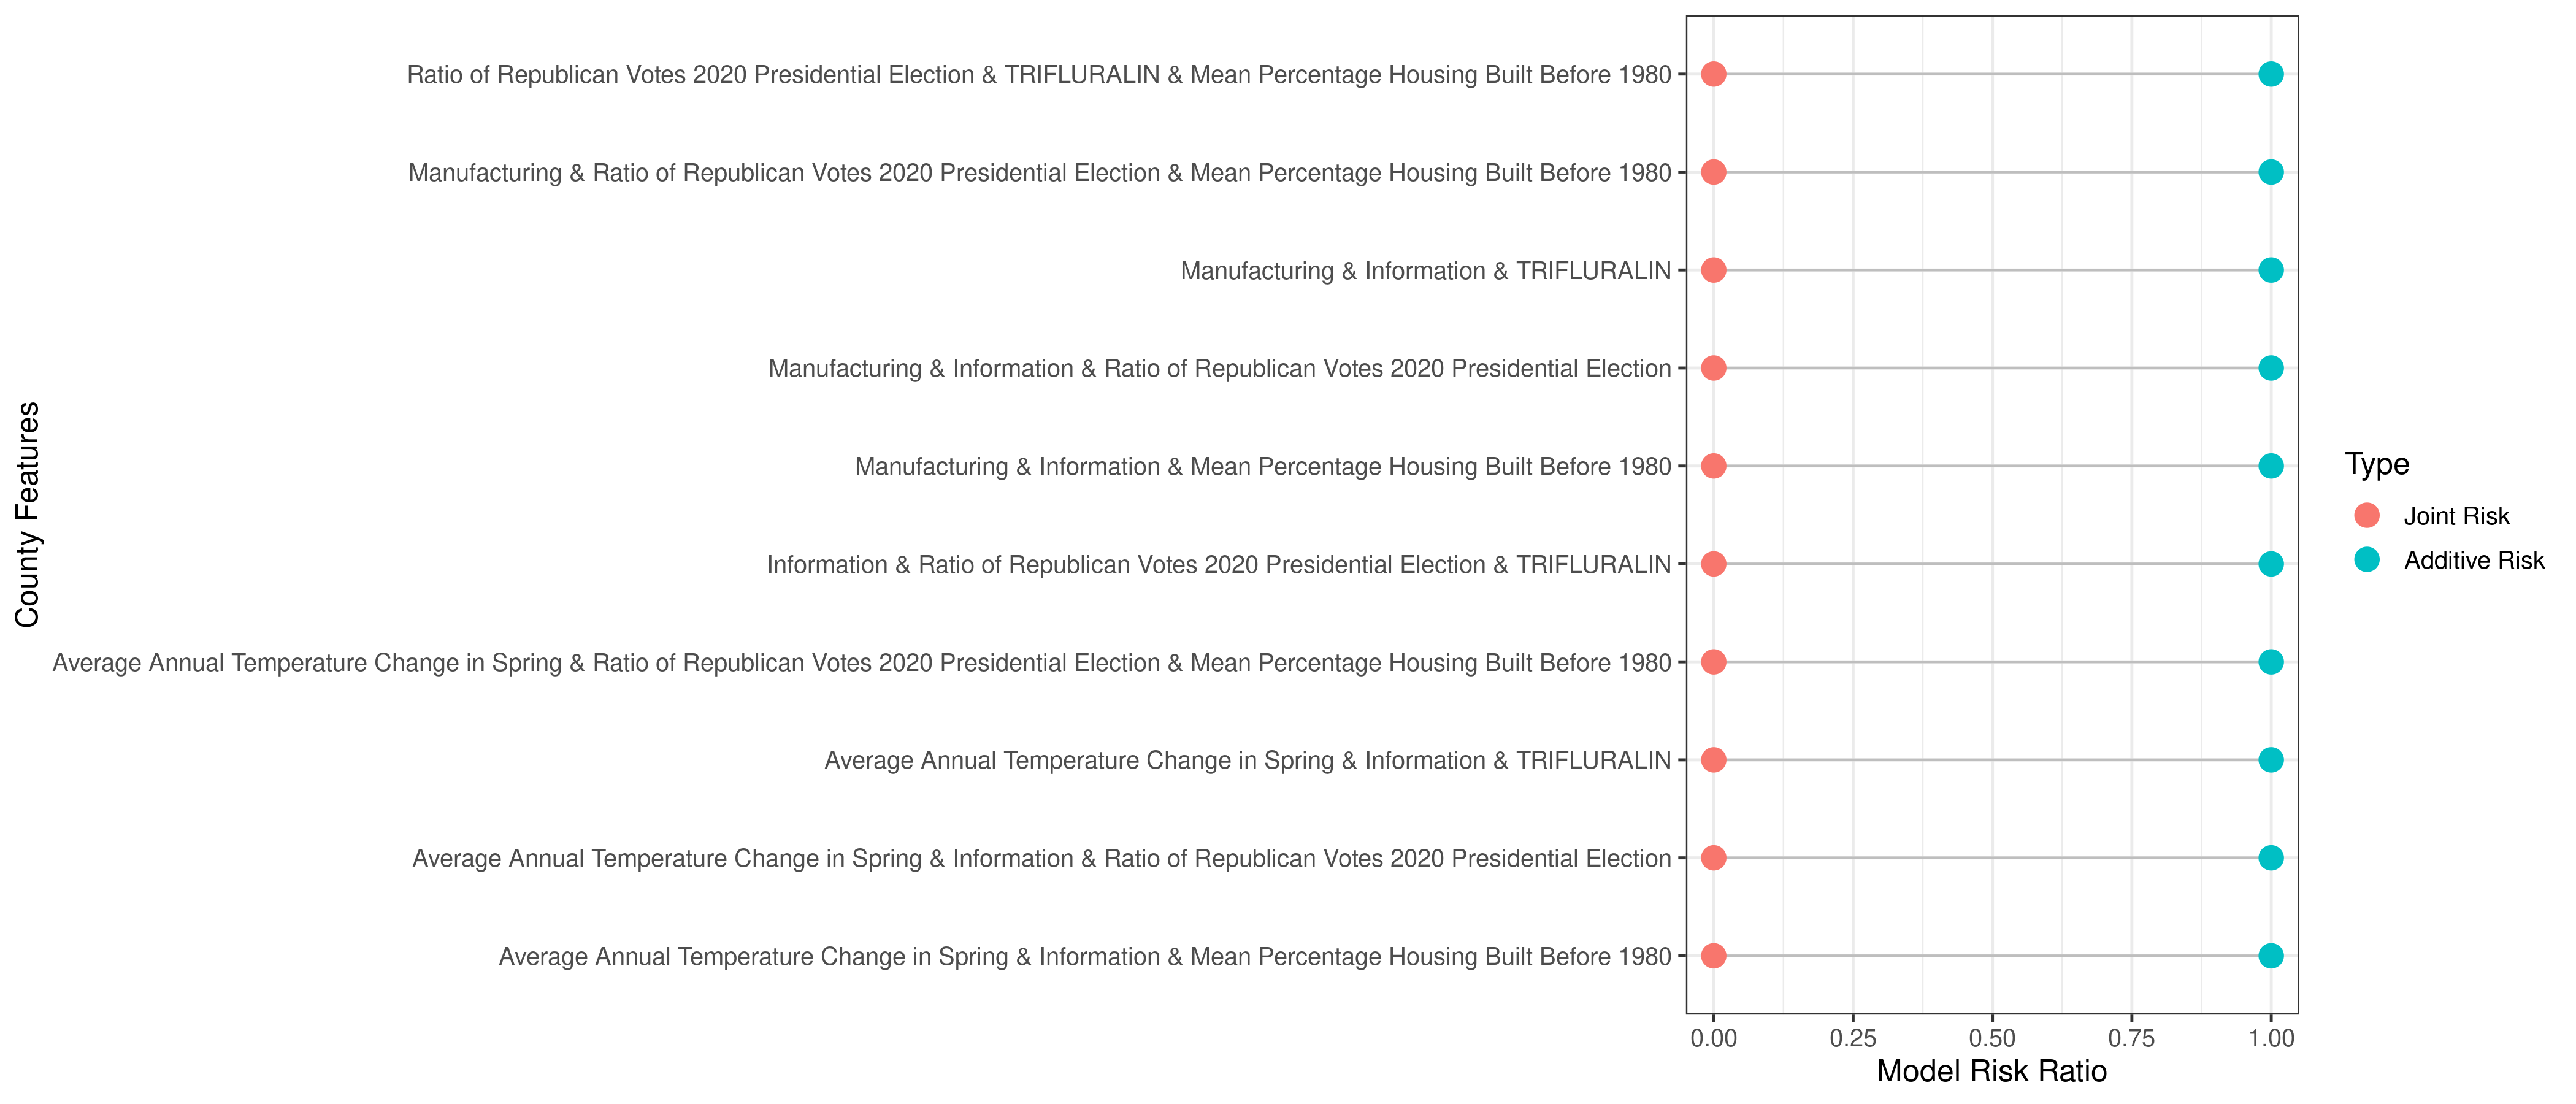 County Features
Ratio of Republican Votes 2020 Presidential Election & TRIFLURALIN & Mean Percentage Housing Built Before 1980
Manufacturing & Ratio of Republican Votes 2020 Presidential Election & Mean Percentage Housing Built Before 1980
Manufacturing & Information & TRIFLURALIN
Manufacturing & Information & Ratio of Republican Votes 2020 Presidential Election
Manufacturing & Information & Mean Percentage Housing Built Before 1980
Information & Ratio of Republican Votes 2020 Presidential Election & TRIFLURALIN
Average Annual Temperature Change in Spring & Ratio of Republican Votes 2020 Presidential Election & Mean Percentage Housing Built Before 1980
Average Annual Temperature Change in Spring & Information & TRIFLURALIN
Average Annual Temperature Change in Spring & Information & Ratio of Republican Votes 2020 Presidential Election
Average Annual Temperature Change in Spring & Information & Mean Percentage Housing Built Before 1980
0.00 0.25 0.50 0.75 1.00
Model Risk Ratio
Type
Joint Risk
Additive Risk